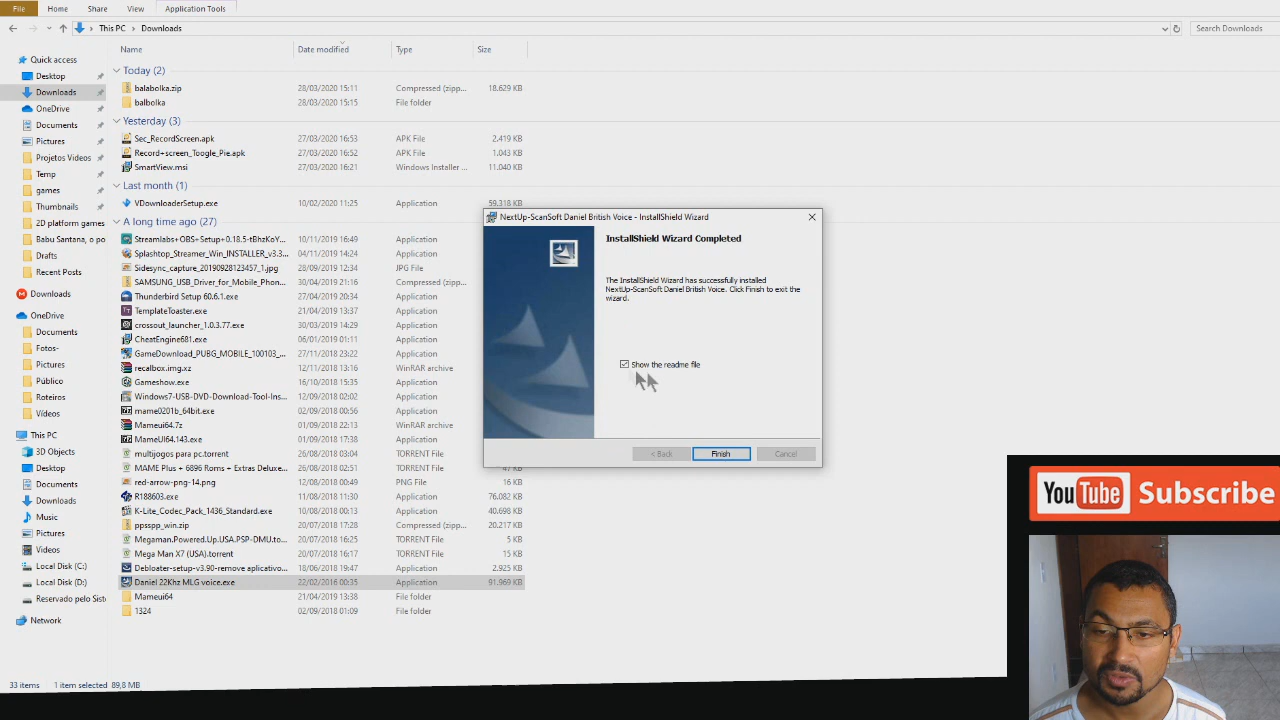 File Home Share View Application Tools
This PC Downloads Search Downloads
Name Date modified Type Size
Quick access
Desktop
Downloads
OneDrive
Documents
Pictures
Projetos Videos
Temp
games
Thumbnails
2D platform games
Babu Santana, o po
Drafts
Recent Posts
Downloads
OneDrive
Documents
Fotos-
Pictures
Público
Roteiros
Vídeos
This PC
3D Objects
Desktop
Documents
Downloads
Music
Pictures
Videos
Local Disk (C:)
Local Disk (D:)
Reservado pelo Siste
Network
Today (2)
balabolka.zip 28/03/2020 15:11 Compressed (zipp... 18.629 KB
balbolka 28/03/2020 15:15 File folder
Yesterday (3)
Sec_RecordScreen.apk 27/03/2020 16:53 APK File 2.419 KB
Record+screen_Toogle_Pie.apk 27/03/2020 16:52 APK File 1.043 KB
SmartView.msi 27/03/2020 16:21 Windows Installer ... 11.040 KB
Last month (1)
VDownloaderSetup.exe 10/02/2020 11:25 Application 59.318 KB
A long time ago (27)
Streamlabs+OBS+Setup+0.18.5-tBhzKoY... 10/11/2019 16:49 Application
Splashtop_Streamer_Win_INSTALLER_v3.3... 04/11/2019 14:24 Application
Sidesync_capture_20190928123457_1.jpg 28/09/2019 12:34 JPG File
SAMSUNG_USB_Driver_for_Mobile_Phon... 30/04/2019 21:16 Compressed (zipp...
Thunderbird Setup 60.6.1.exe 27/04/2019 20:34 Application
TemplateToaster.exe 21/04/2019 13:37 Application
crossout_launcher_1.0.3.77.exe 30/03/2019 14:29 Application
CheatEngine681.exe 06/01/2019 01:11 Application
GameDownload_PUBG_MOBILE_100103_... 27/11/2018 23:22 Application
recalbox.img.xz 12/11/2018 13:16 WinRAR archive
Gameshow.exe 16/10/2018 15:35 Application
Windows7-USB-DVD-Download-Tool-Ins... 12/09/2018 02:02 Application
mame0201b_64bit.exe 02/09/2018 00:56 Application
Mameui64.7z 01/09/2018 22:13 WinRAR archive
MameUI64.143.exe 01/09/2018 17:38 Application
multijogos para pc.torrent 27/08/2018 02:03 TORRENT File
MAME Plus + 6896 Roms + Extras Deluxe... 26/08/2018 02:51 TORRENT File 47 KB
red-arrow-png-14.png 12/08/2018 00:49 PNG File 16 KB
R188603.exe 11/08/2018 11:30 Application 76.082 KB
K-Lite_Codec_Pack_1436_Standard.exe 10/08/2018 00:13 Application 40.698 KB
ppsspp_win.zip 20/07/2018 17:28 Compressed (zipp... 20.217 KB
Megaman.Powered.Up.USA.PSP-DMU.to... 20/07/2018 16:25 TORRENT File 5 KB
Mega Man X7 (USA).torrent 20/07/2018 16:17 TORRENT File 15 KB
Debloater-setup-v3.90-remove aplicativo... 18/06/2018 19:47 Application 2.925 KB
Daniel 22Khz MLG voice.exe 22/02/2016 00:35 Application 91.969 KB
Mameui64 21/04/2019 13:38 File folder
1324 02/09/2018 01:09 File folder
NextUp-ScanSoft Daniel British Voice - InstallShield Wizard
InstallShield Wizard Completed
The InstallShield Wizard has successfully installed
NextUp-ScanSoft Daniel British Voice. Click Finish to exit the
wizard.
Show the readme file
< Back Finish Cancel
YouTube Subscribe
33 items 1 item selected 89,8 MB